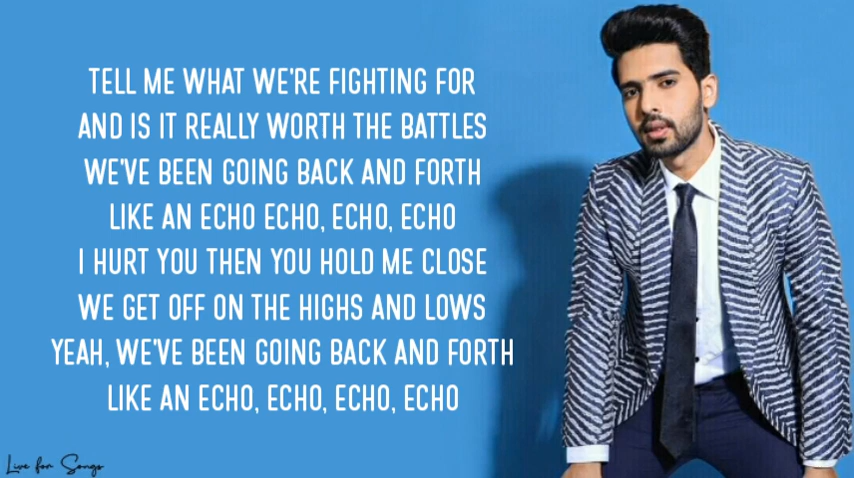 TELL ME WHAT WE'RE FIGHTING FOR
AND IS IT REALLY WORTH THE BATTLES
WE'VE BEEN GOING BACK AND FORTH
LIKE AN ECHO ECHO, ECHO, ECHO
I HURT YOU THEN YOU HOLD ME CLOSE
WE GET OFF ON THE HIGHS AND LOWS
YEAH, WE'VE BEEN GOING BACK AND FORTH
LIKE AN ECHO, ECHO, ECHO, ECHO
Live for Songs